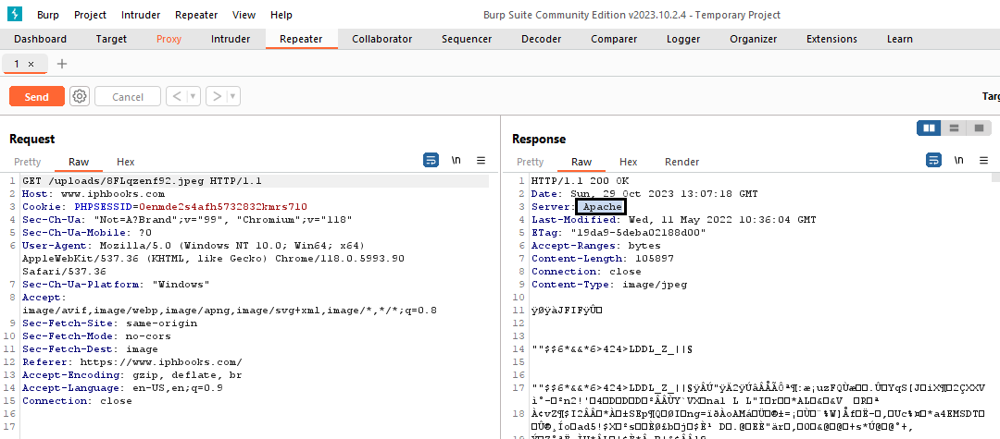 Burp Project Intruder Repeater View Help Burp Suite Community Edition v2023.10.2.4 - Temporary Project
Dashboard Target Proxy Intruder Repeater Collaborator Sequencer Decoder Comparer Logger Organizer Extensions Learn
1 × +
Send Cancel < > Targ
Request
Pretty Raw Hex \n
1 GET /uploads/8FLqzenf92.jpeg HTTP/1.1
2 Host: www.iphbooks.com
3 Cookie: PHPSESSID=0enmde2s4afh5732832kmrs710
4 Sec-Ch-Ua: "Not=A?Brand";v="99", "Chromium";v="118"
5 Sec-Ch-Ua-Mobile: ?0
6 User-Agent: Mozilla/5.0 (Windows NT 10.0; Win64; x64)
AppleWebKit/537.36 (KHTML, like Gecko) Chrome/118.0.5993.90
Safari/537.36
7 Sec-Ch-Ua-Platform: "Windows"
8 Accept:
image/avif,image/webp,image/apng,image/svg+xml,image/*,*/*;q=0.8
9 Sec-Fetch-Site: same-origin
10 Sec-Fetch-Mode: no-cors
11 Sec-Fetch-Dest: image
12 Referer: https://www.iphbooks.com/
13 Accept-Encoding: gzip, deflate, br
14 Accept-Language: en-US,en;q=0.9
15 Connection: close
16
17
Response
Pretty Raw Hex Render \n
1 HTTP/1.1 200 OK
2 Date: Sun, 29 Oct 2023 13:07:18 GMT
3 Server: Apache
4 Last-Modified: Wed, 11 May 2022 10:36:04 GMT
5 ETag: "19da9-5deba02188d00"
6 Accept-Ranges: bytes
7 Content-Length: 105897
8 Connection: close
9 Content-Type: image/jpeg
10
11 ÿØÿàJFIFÿÛ
12
13
14 ""$$6*&&*6>424>LDDL_Z_||§
15
16
17
18